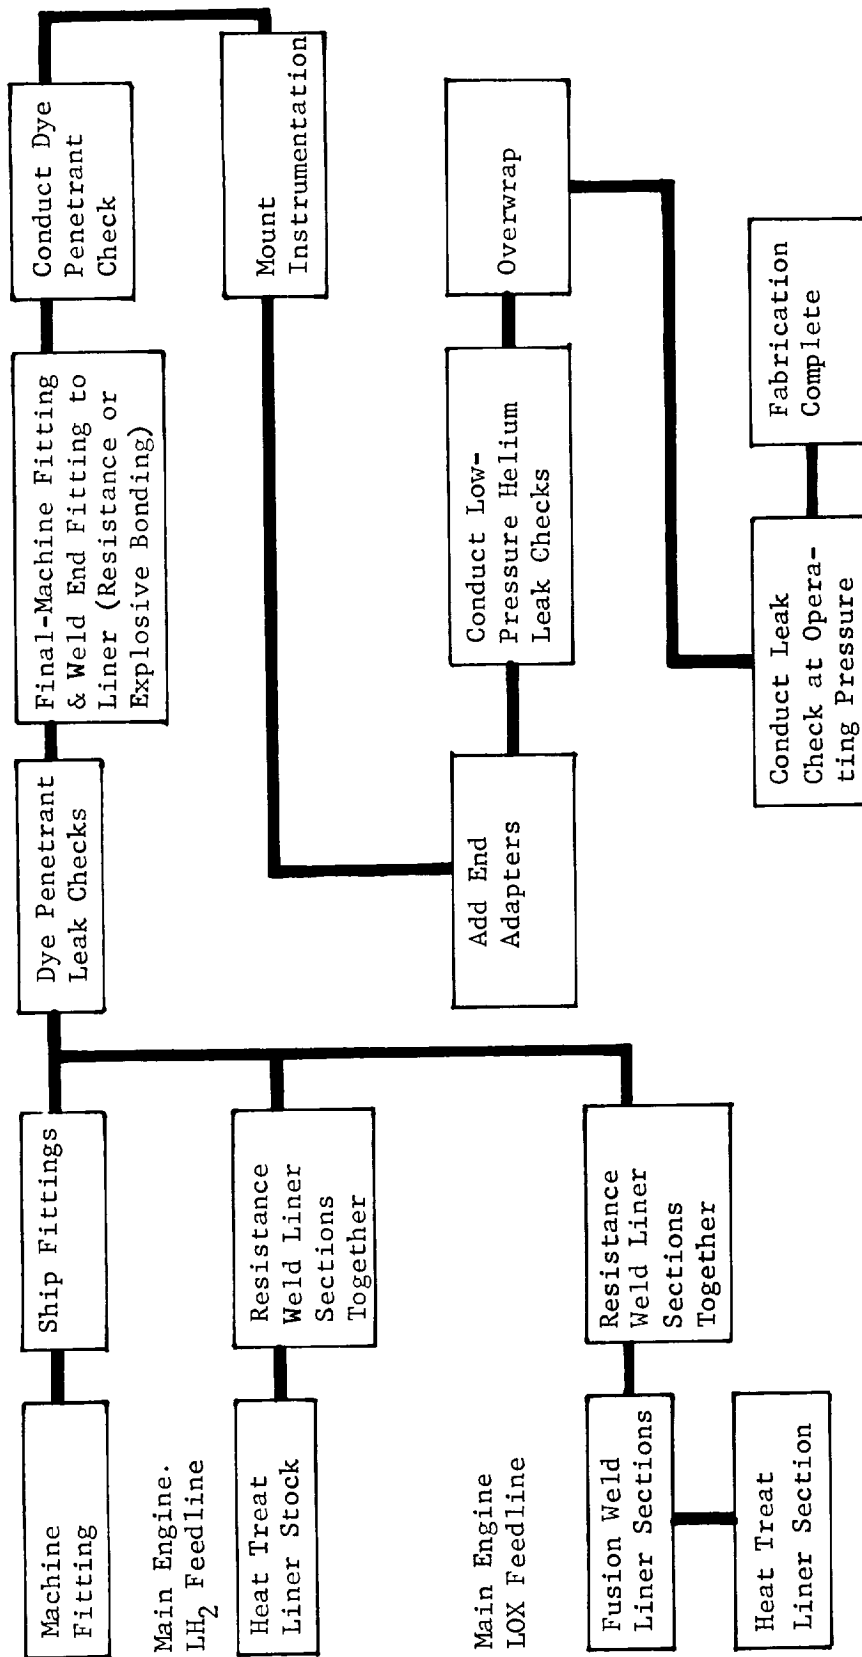 Machine
Fitting
Ship Fittings
Dye Penetrant
Leak Checks
Final-Machine Fitting
& Weld End Fitting to
Liner (Resistance or
Explosive Bonding)
Conduct Dye
Penetrant
Check
Main Engine.
LH2 Feedline
Heat Treat
Liner Stock
Resistance
Weld Liner
Sections
Together
Mount
Instrumentation
Main Engine
LOX Feedline
Fusion Weld
Liner Sections
Heat Treat
Liner Section
Resistance
Weld Liner
Sections
Together
Add End
Adapters
Conduct Low-
Pressure Helium
Leak Checks
Overwrap
Conduct Leak
Check at Opera-
ting Pressure
Fabrication
Complete